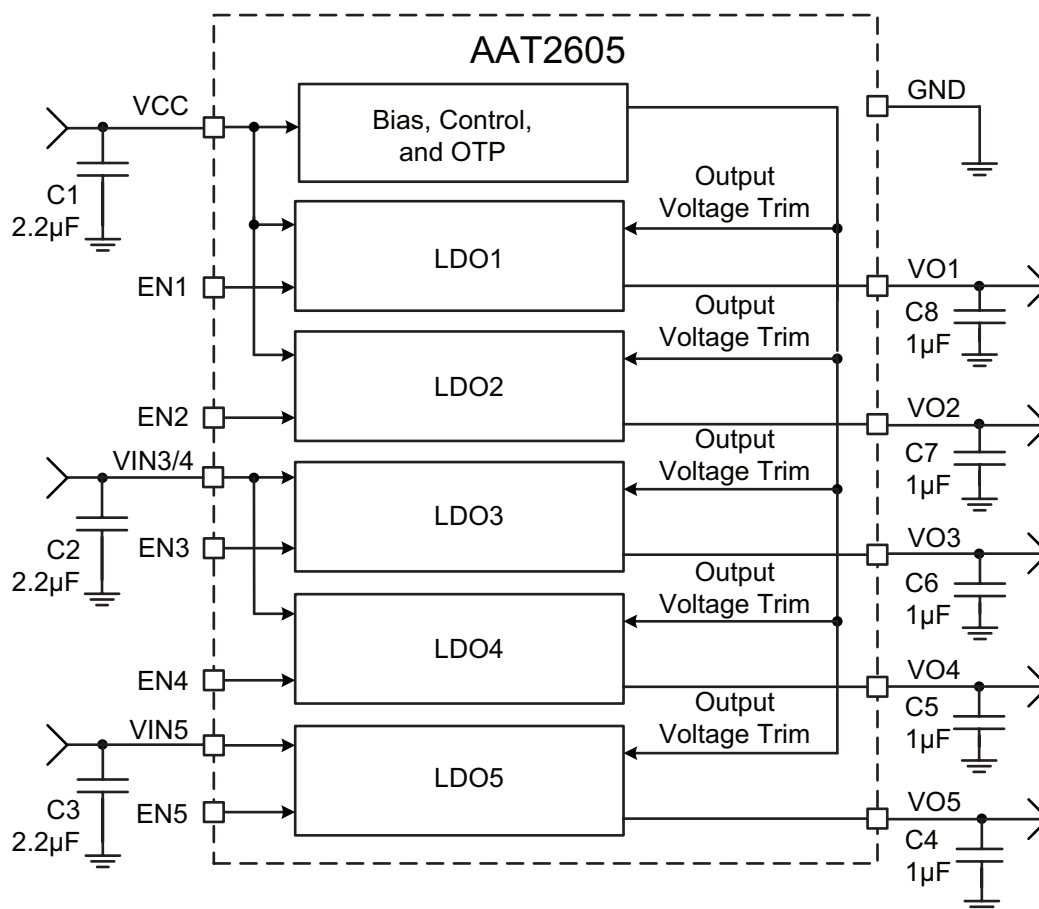 AAT2605
VCC
GND
Bias, Control,
and OTP
C1
2.2µF
Output
Voltage Trim
LDO1
EN1
VO1
C8
1µF
Output
Voltage Trim
LDO2
EN2
VO2
C7
1µF
VIN3/4
Output
Voltage Trim
LDO3
C2
2.2µF
EN3
VO3
C6
1µF
Output
Voltage Trim
LDO4
EN4
VO4
C5
1µF
VIN5
Output
Voltage Trim
LDO5
C3
2.2µF
EN5
VO5
C4
1µF